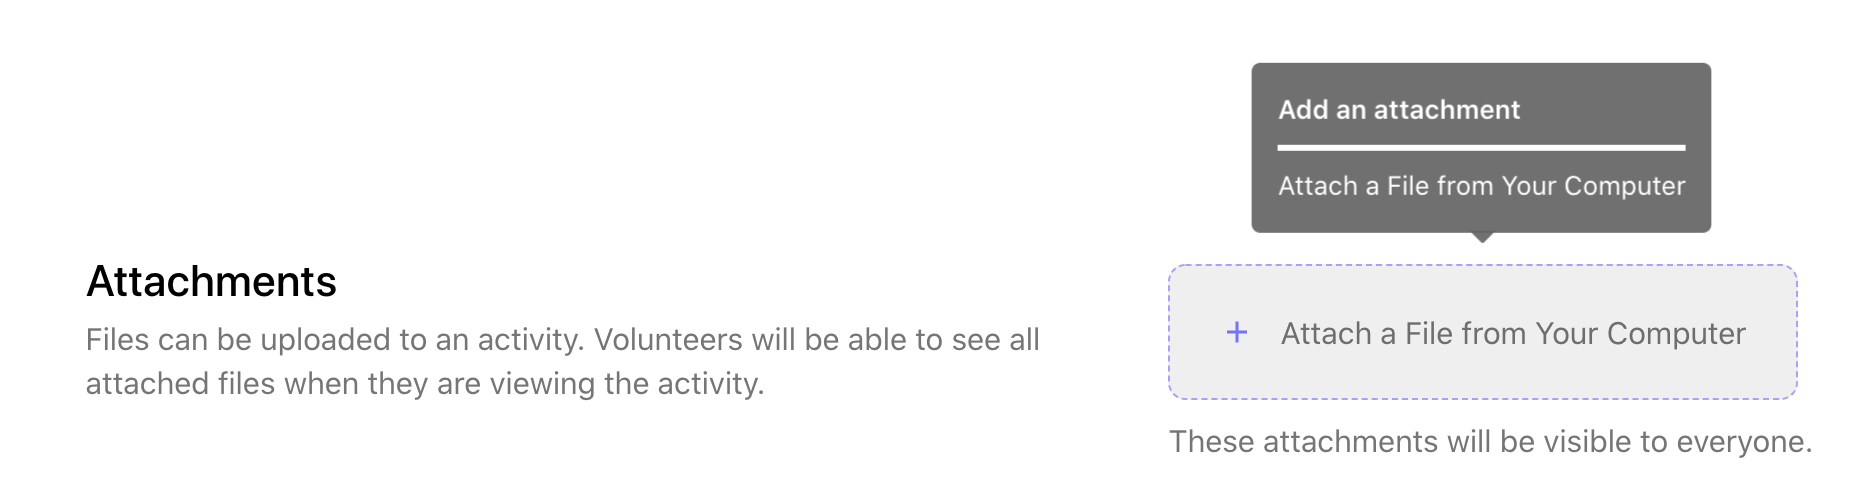 Add an attachment
Attach a File from Your Computer
Attachments
Files can be uploaded to an activity. Volunteers will be able to see all
attached files when they are viewing the activity.
+ Attach a File from Your Computer
These attachments will be visible to everyone.